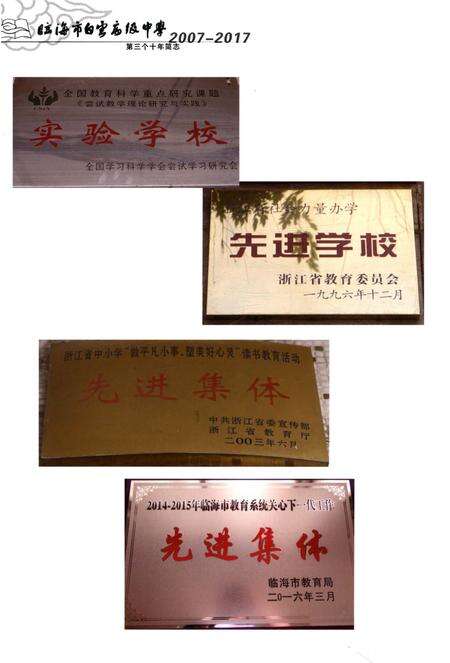 临海市白云高级中学
2007-2017
第三个十年简志
全国教育科学重点研究课题
《尝试教学理论研究与实践》
实验学校
全国学习科学学会尝试学习研究会
社会力量办学
先进学校
浙江省教育委员会
一九九六年十二月
浙江省中小学“做平凡小事、塑美好心灵”读书教育活动
先进集体
中共浙江省委宣传部
浙江省教育厅
二〇〇三年六月
2014-2015年临海市教育系统关心下一代工作
先进集体
临海市教育局
二〇一六年三月